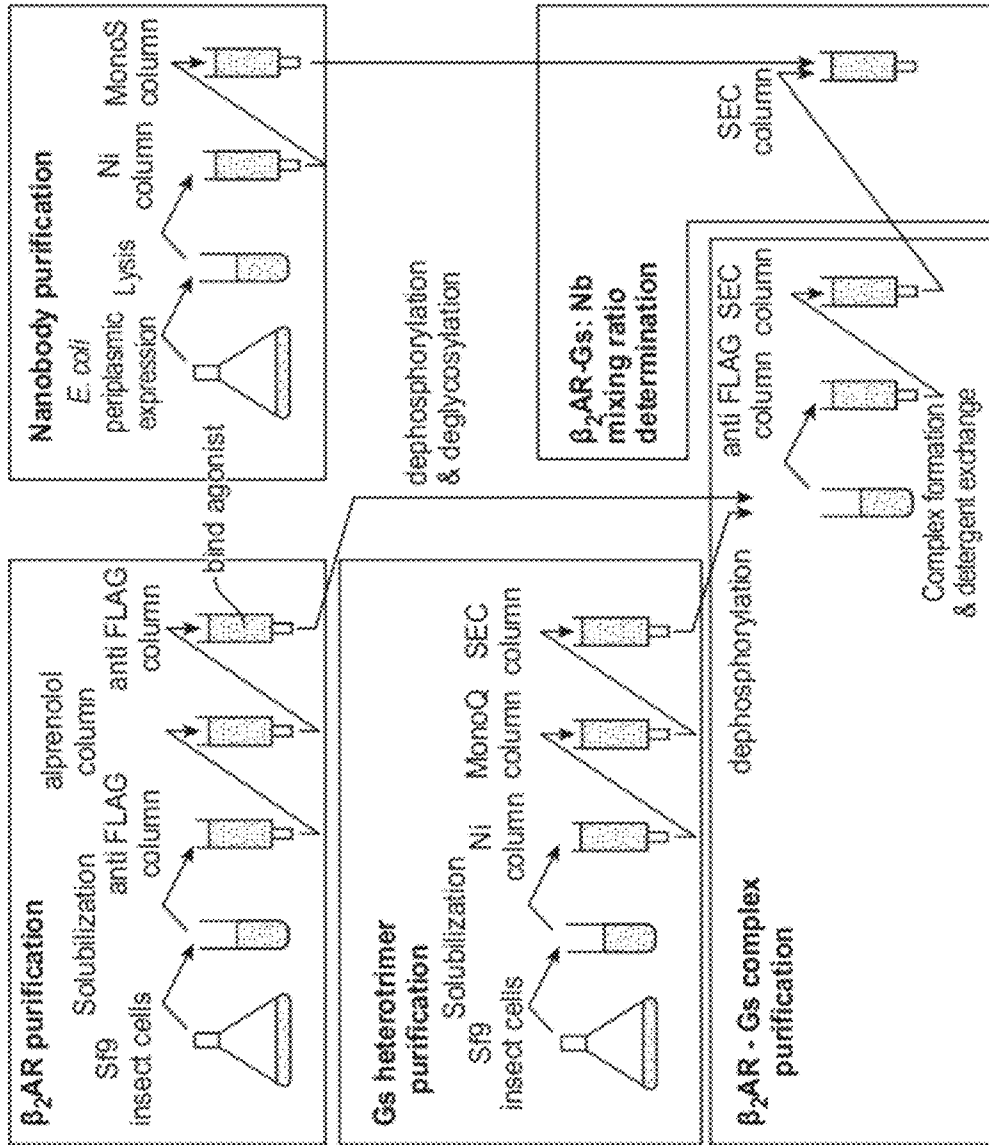 β₂AR purification
Sf9
insect cells
Solubilization
anti FLAG
column
alprenolol
column
anti FLAG
column
bind agonist
Nanobody purification
E. coli
periplasmic
expression
Lysis
Ni
column
MonoS
column
Gs heterotrimer
purification
Sf9
insect cells
Solubilization
Ni
column
MonoQ
column
SEC
column
dephosphorylation
& deglycosylation
dephosphorylation
β₂AR - Gs complex
purification
Complex formation
& detergent exchange
anti FLAG
column
SEC
column
β₂AR-Gs: Nb
mixing ratio
determination
SEC
column